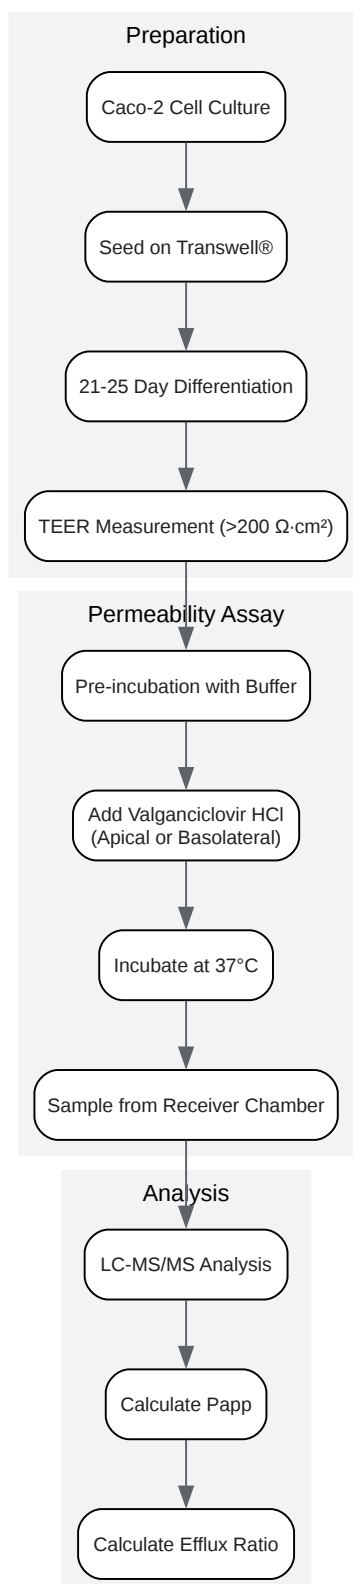 Preparation
Caco-2 Cell Culture
Seed on Transwell®
21-25 Day Differentiation
TEER Measurement (>200 Ω·cm²)
Permeability Assay
Pre-incubation with Buffer
Add Valganciclovir HCl
(Apical or Basolateral)
Incubate at 37°C
Sample from Receiver Chamber
Analysis
LC-MS/MS Analysis
Calculate Papp
Calculate Efflux Ratio